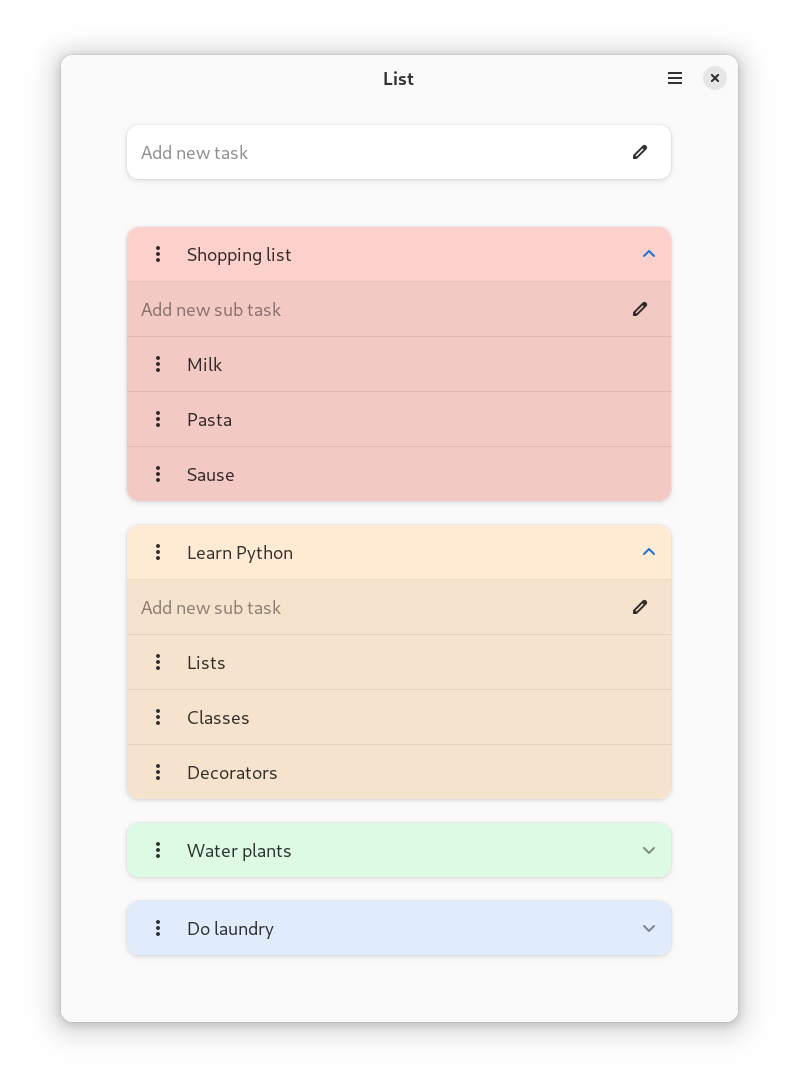 List
Add new task
Shopping list
Add new sub task
Milk
Pasta
Sause
Learn Python
Add new sub task
Lists
Classes
Decorators
Water plants
Do laundry